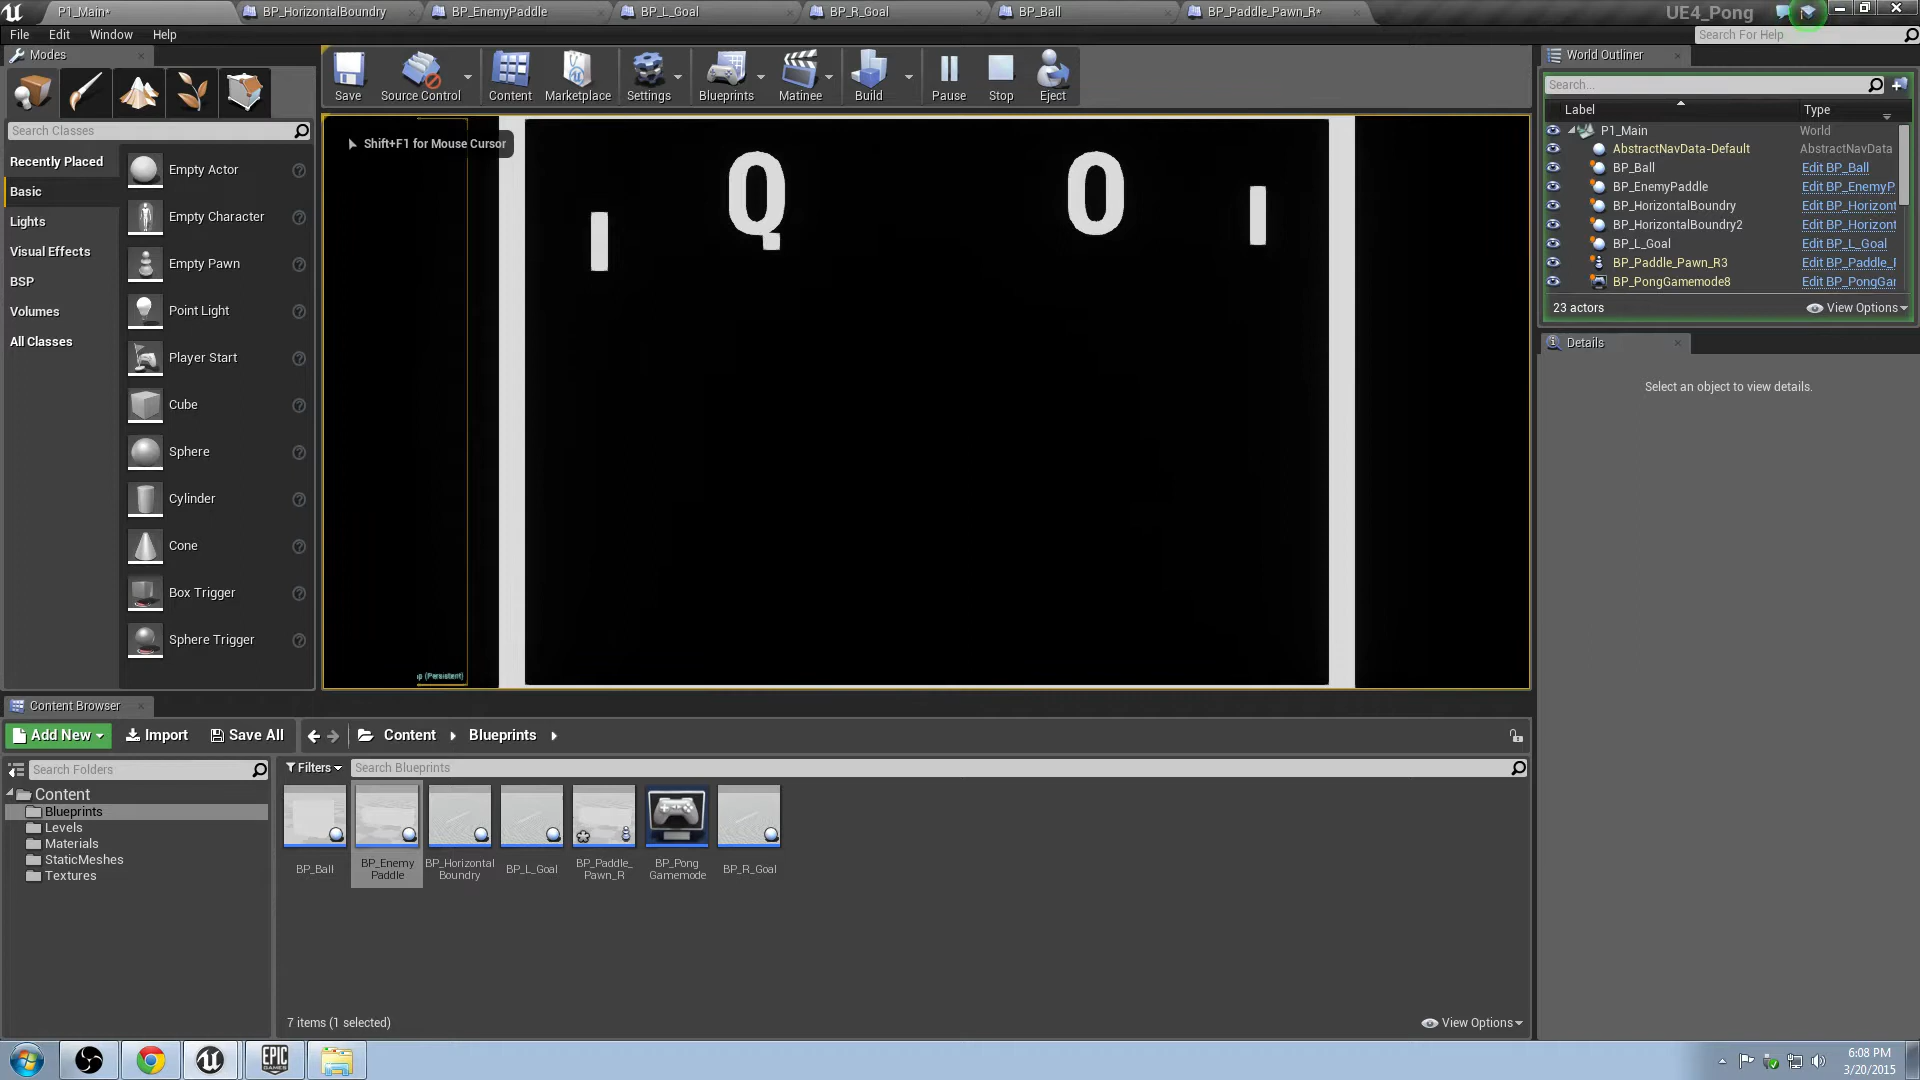 P1_Main*
BP_HorizontalBoundry
BP_EnemyPaddle
BP_L_Goal
BP_R_Goal
BP_Ball
BP_Paddle_Pawn_R*
UE4_Pong
File
Edit
Window
Help
Search For Help
Modes
Search Classes
Recently Placed
Basic
Lights
Visual Effects
BSP
Volumes
All Classes
Empty Actor
Empty Character
Empty Pawn
Point Light
Player Start
Cube
Sphere
Cylinder
Cone
Box Trigger
Sphere Trigger
Save
Source Control
Content
Marketplace
Settings
Blueprints
Matinee
Build
Pause
Stop
Eject
Shift+F1 for Mouse Cursor
0
0
(Persistent)
World Outliner
Search...
Label
Type
P1_Main
World
AbstractNavData-Default
AbstractNavData
BP_Ball
Edit BP_Ball
BP_EnemyPaddle
Edit BP_EnemyP
BP_HorizontalBoundry
Edit BP_Horizont
BP_HorizontalBoundry2
Edit BP_Horizont
BP_L_Goal
Edit BP_L_Goal
BP_Paddle_Pawn_R3
Edit BP_Paddle_
BP_PongGamemode8
Edit BP_PongGar
23 actors
View Options
Details
Select an object to view details.
Content Browser
Add New
Import
Save All
Content
Blueprints
Search Folders
Filters
Search Blueprints
Content
Blueprints
Levels
Materials
StaticMeshes
Textures
BP_Ball
BP_Enemy
Paddle
BP_Horizontal
Boundry
BP_L_Goal
BP_Paddle_
Pawn_R
BP_Pong
Gamemode
BP_R_Goal
7 items (1 selected)
View Options
EPIC
GAMES
6:08 PM
3/20/2015